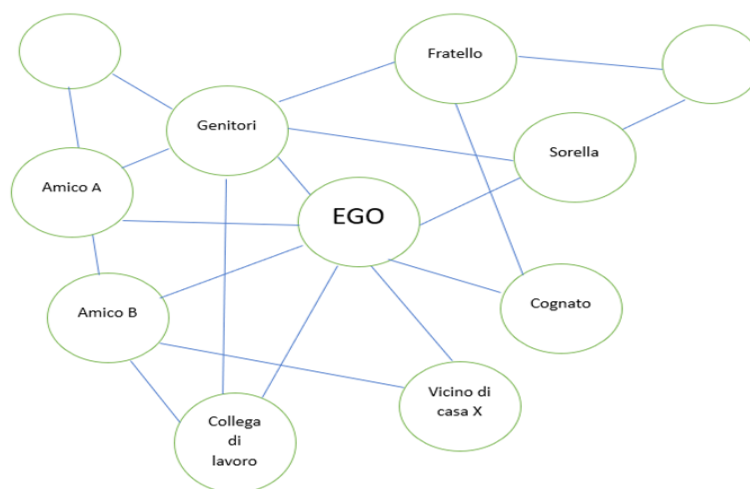 Fratello
Genitori
Sorella
Amico A
EGO
Cognato
Amico B
Vicino di
casa X
Collega
di
lavoro